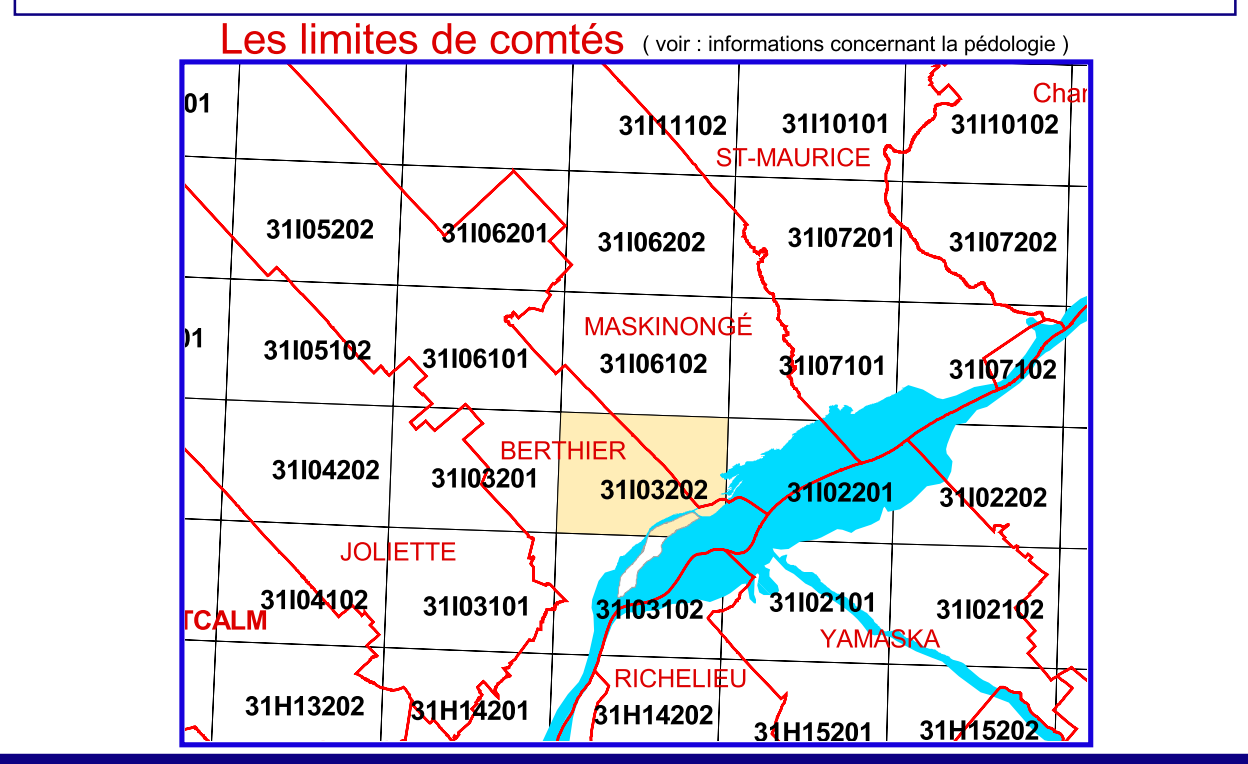 Les limites de comtés ( voir : informations concernant la pédologie )
01
31I11102
31I10101
31I10102
Char
ST-MAURICE
31I05202
31I06201
31I06202
31I07201
31I07202
MASKINONGÉ
01
31I05102
31I06101
31I06102
31I07101
31I07102
BERTHIER
31I04202
31I03201
31I03202
31I02201
31I02202
JOLIETTE
31I04102
31I03101
31I03102
31I02101
31I02102
TCALM
YAMASKA
RICHELIEU
31H13202
31H14201
31H14202
31H15201
31H15202